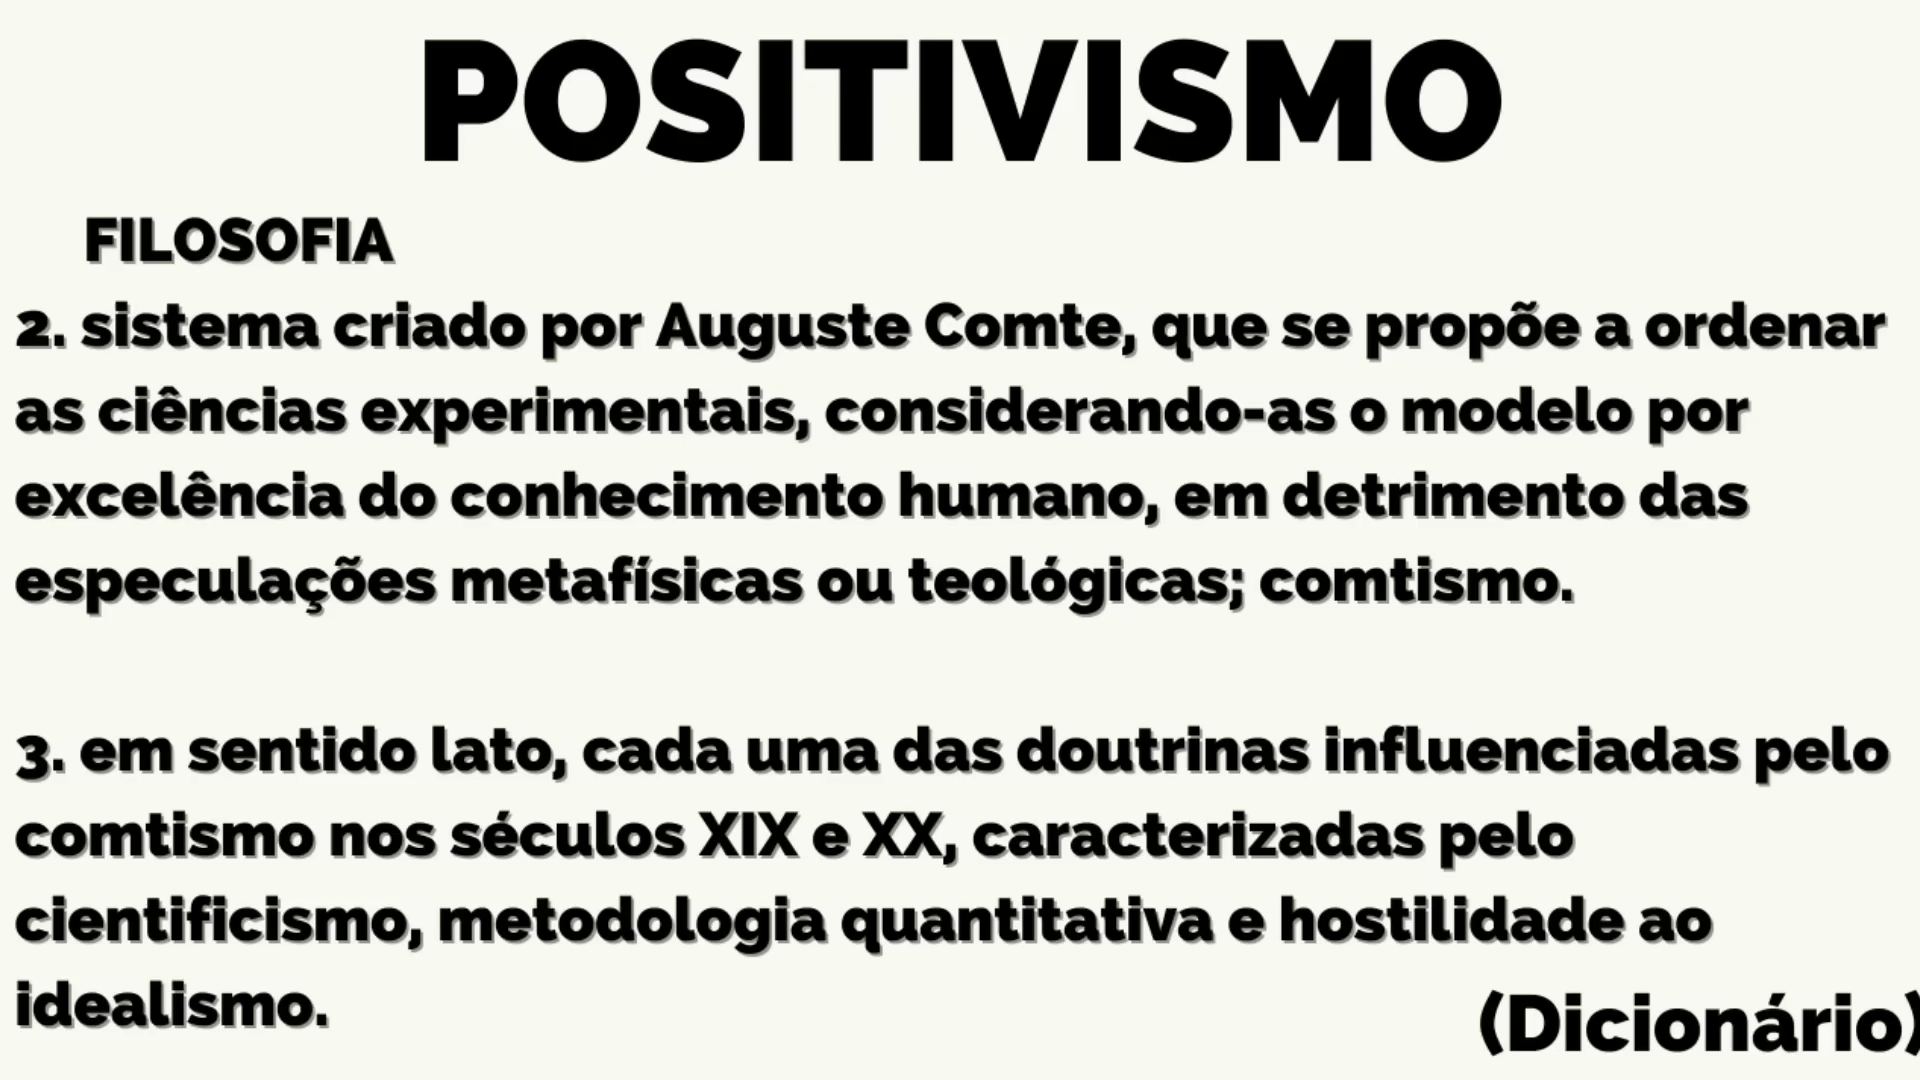 POSITIVISMO
FILOSOFIA
2. sistema criado por Auguste Comte, que se propõe a ordenar
as ciências experimentais, considerando-as o modelo por
excelência do conhecimento humano, em detrimento das
especulações metafísicas ou teológicas; comtismo.
3. em sentido lato, cada uma das doutrinas influenciadas pelo
comtismo nos séculos XIX e XX, caracterizadas pelo
cientificismo, metodologia quantitativa e hostilidade ao
idealismo.
(Dicionário)